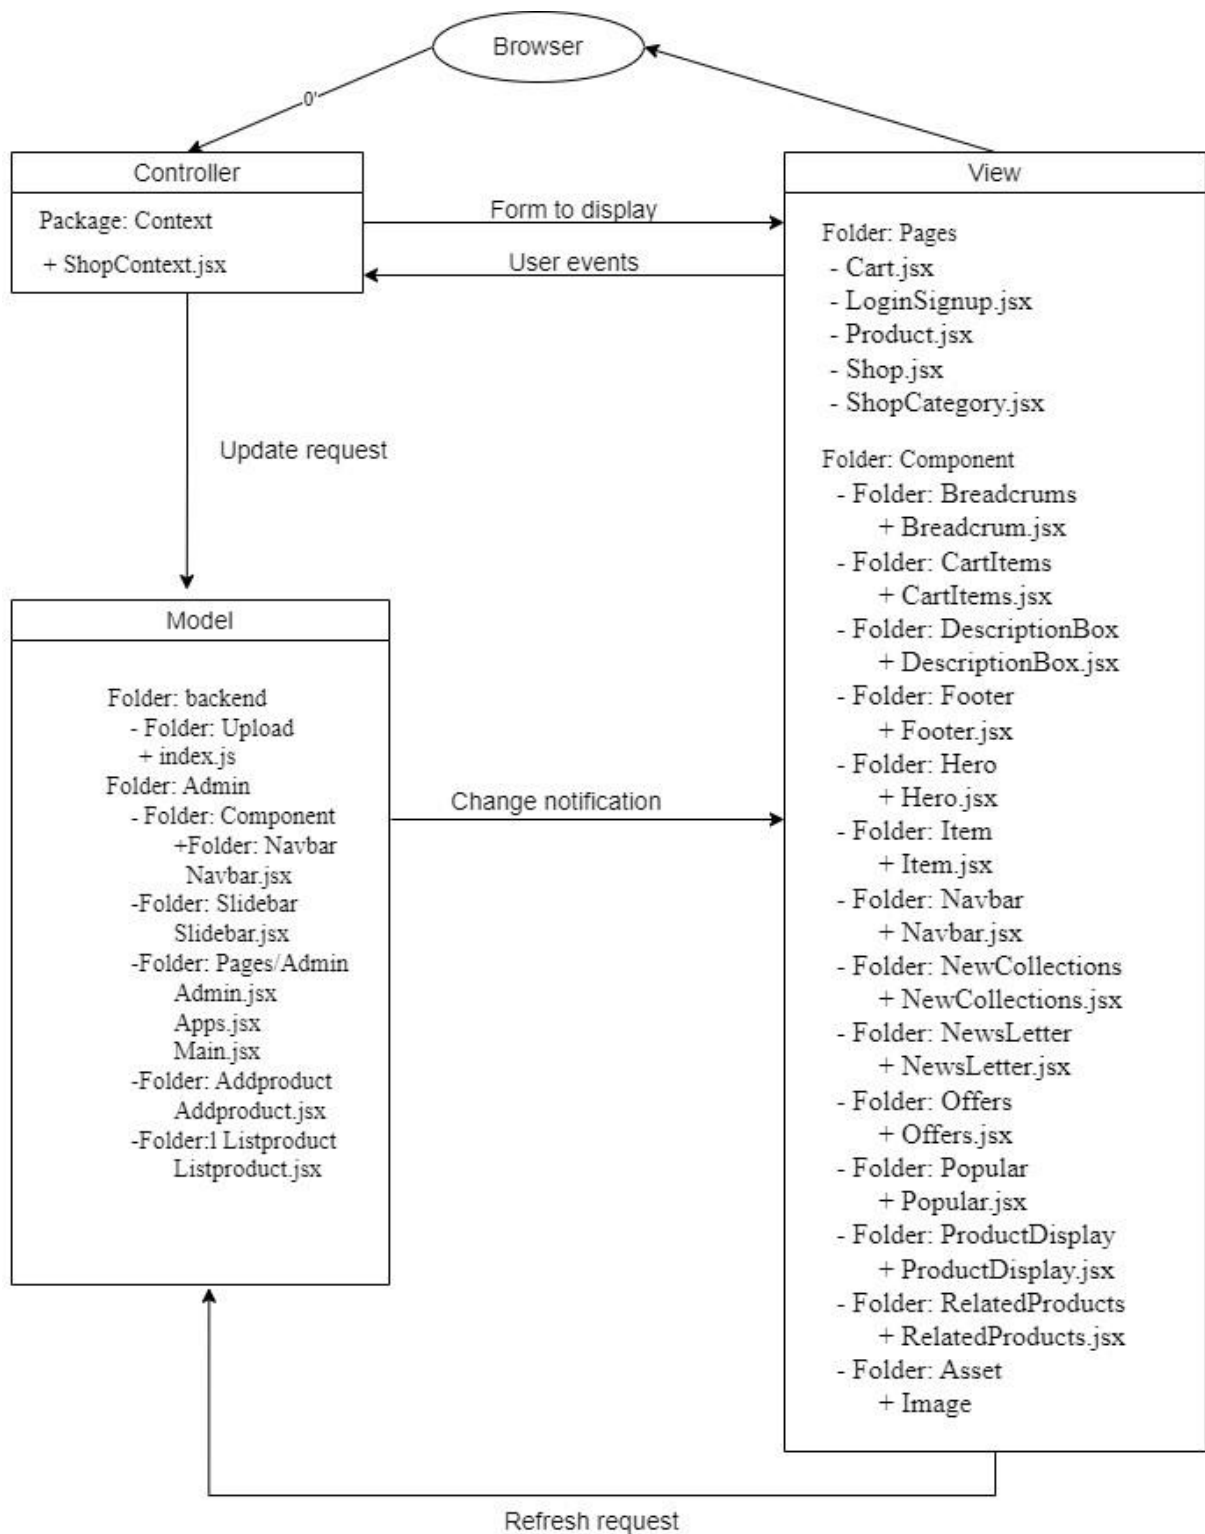 Browser
0'
Controller
Package: Context
+ ShopContext.jsx
Form to display
User events
Update request
Model
Folder: backend
- Folder: Upload
+ index.js
Folder: Admin
- Folder: Component
+Folder: Navbar
Navbar.jsx
-Folder: Slidebar
Slidebar.jsx
-Folder: Pages/Admin
Admin.jsx
Apps.jsx
Main.jsx
-Folder: Addproduct
Addproduct.jsx
-Folder:l Listproduct
Listproduct.jsx
Change notification
View
Folder: Pages
- Cart.jsx
- LoginSignup.jsx
- Product.jsx
- Shop.jsx
- ShopCategory.jsx
Folder: Component
- Folder: Breadcrums
+ Breadcrum.jsx
- Folder: CartItems
+ CartItems.jsx
- Folder: DescriptionBox
+ DescriptionBox.jsx
- Folder: Footer
+ Footer.jsx
- Folder: Hero
+ Hero.jsx
- Folder: Item
+ Item.jsx
- Folder: Navbar
+ Navbar.jsx
- Folder: NewCollections
+ NewCollections.jsx
- Folder: NewsLetter
+ NewsLetter.jsx
- Folder: Offers
+ Offers.jsx
- Folder: Popular
+ Popular.jsx
- Folder: ProductDisplay
+ ProductDisplay.jsx
- Folder: RelatedProducts
+ RelatedProducts.jsx
- Folder: Asset
+ Image
Refresh request